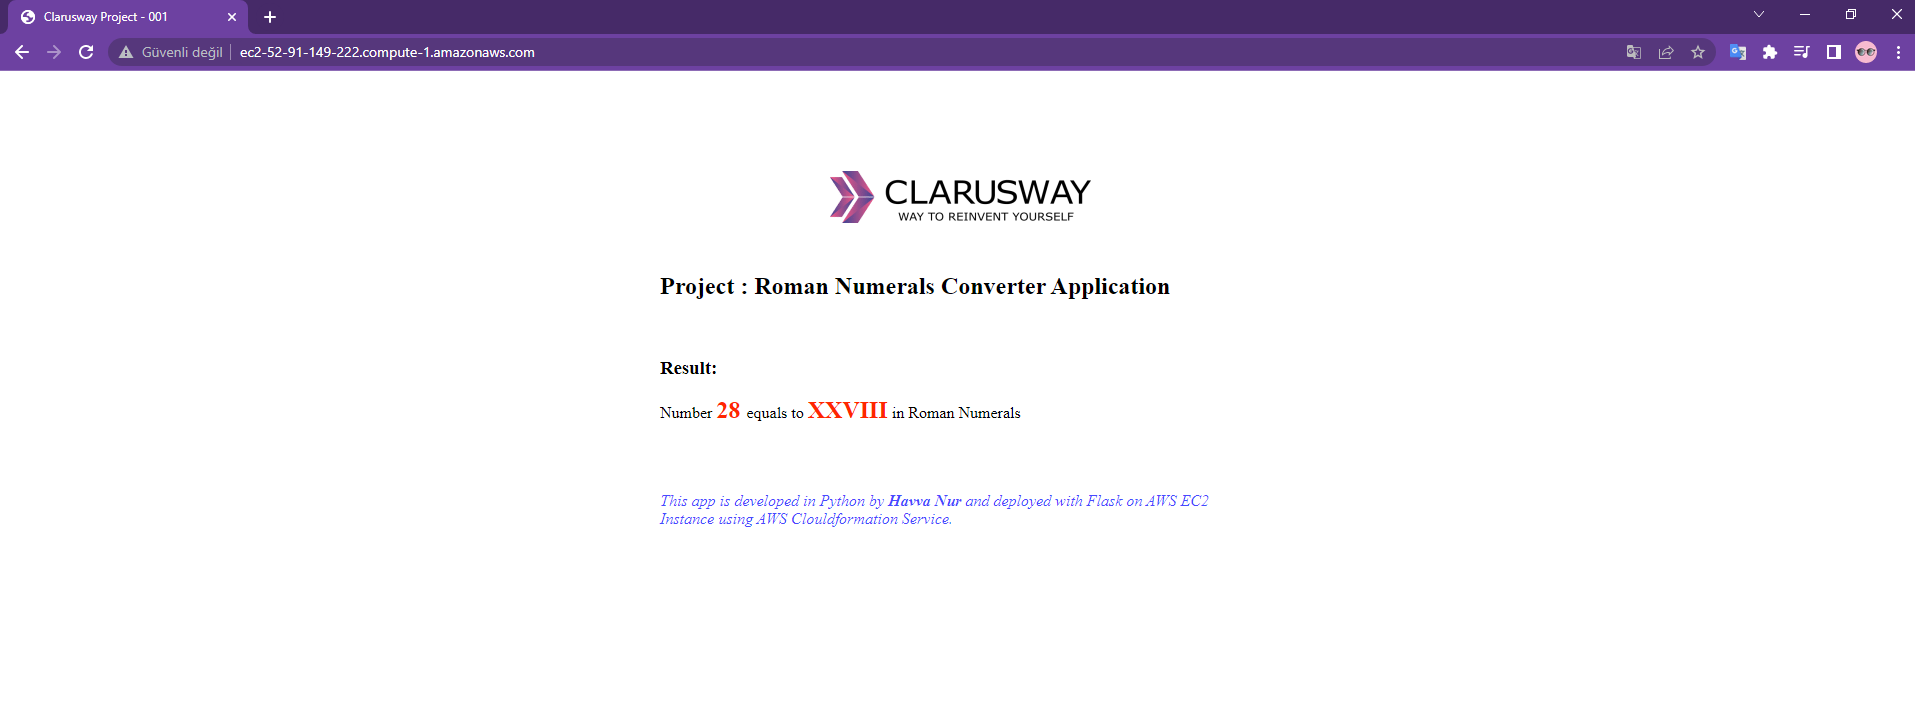 Clarusway Project - 001
Güvenli değil
ec2-52-91-149-222.compute-1.amazonaws.com
CLARUSWAY
WAY TO REINVENT YOURSELF
Project : Roman Numerals Converter Application
Result:
Number 28 equals to XXVIII in Roman Numerals
This app is developed in Python by Havva Nur and deployed with Flask on AWS EC2
Instance using AWS Clouldformation Service.